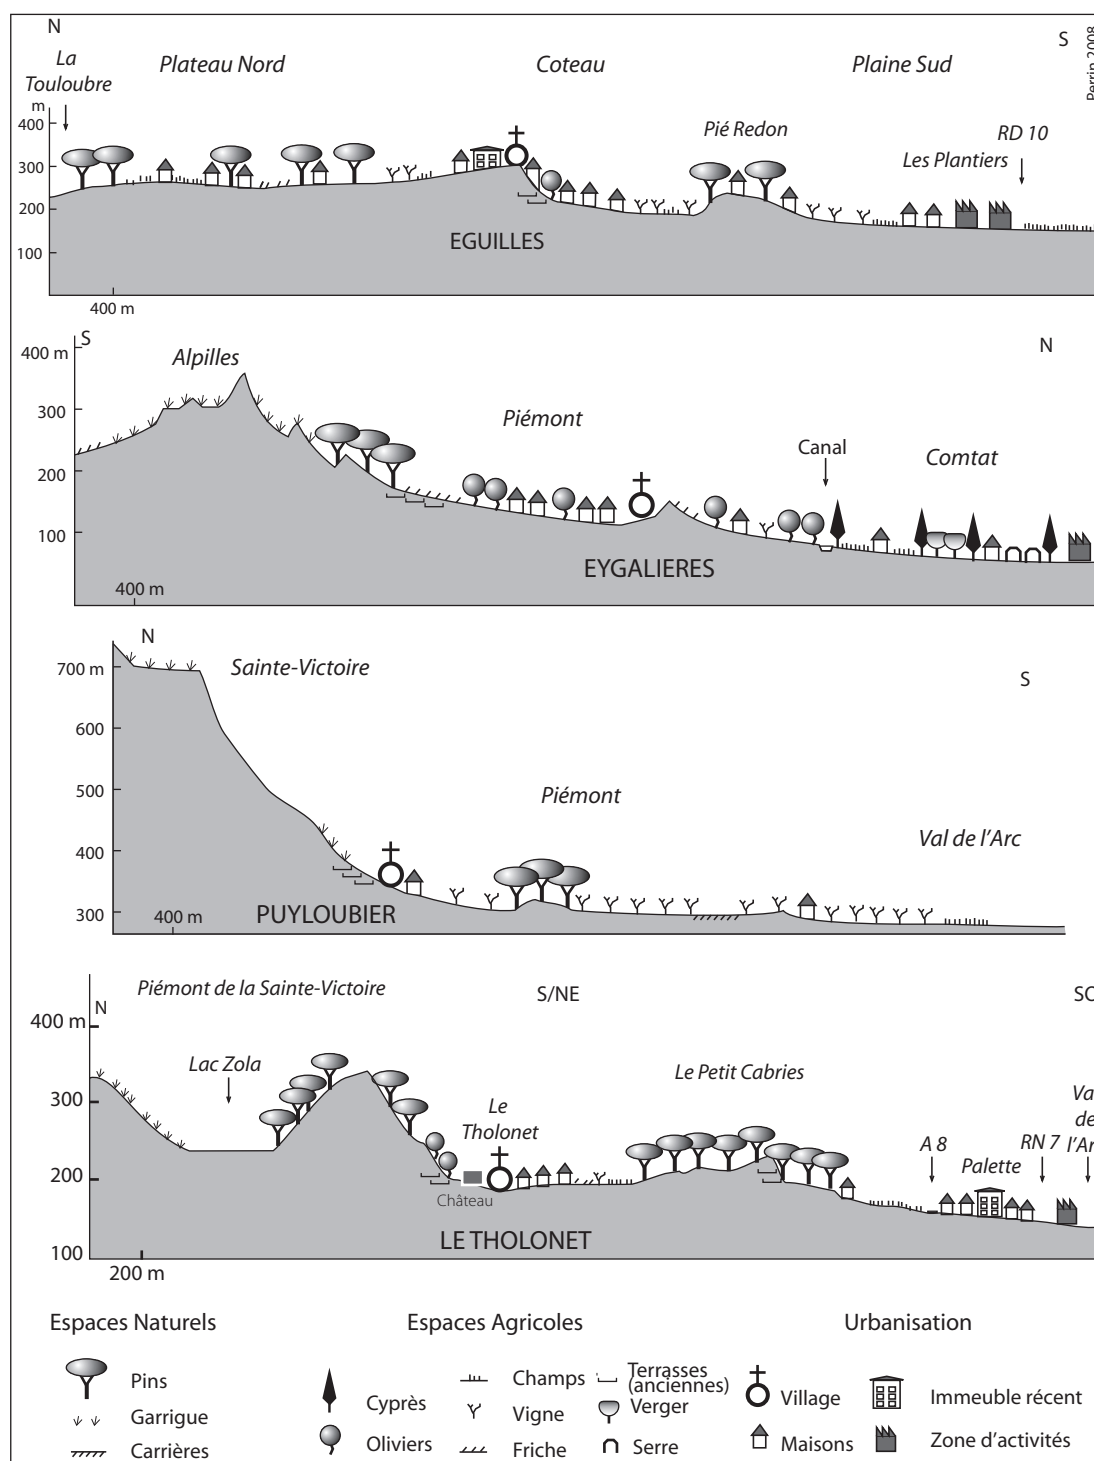 N
S
Perrin 2008
La
Touloubre
Plateau Nord
Coteau
Plaine Sud
Pié Redon
RD 10
Les Plantiers
m
400
300
200
100
EGUILLES
400 m
S
N
Alpilles
Piémont
Canal
Comtat
400 m
300
200
100
EYGALIERES
400 m
N
S
Sainte-Victoire
Piémont
Val de l'Arc
700 m
600
500
400
300
400 m
PUYLOUBIER
Piémont de la Sainte-Victoire
S/NE
N
400 m
300
200
100
Lac Zola
Le
Tholonet
Le Petit Cabries
A 8
Palette
RN 7
Château
LE THOLONET
200 m
Espaces Naturels
Espaces Agricoles
Urbanisation
Pins
Garrigue
Carrières
Cyprès
Oliviers
Champs
Vigne
Friche
Terrasses
(anciennes)
Verger
Serre
Village
Maisons
Immeuble récent
Zone d'activités